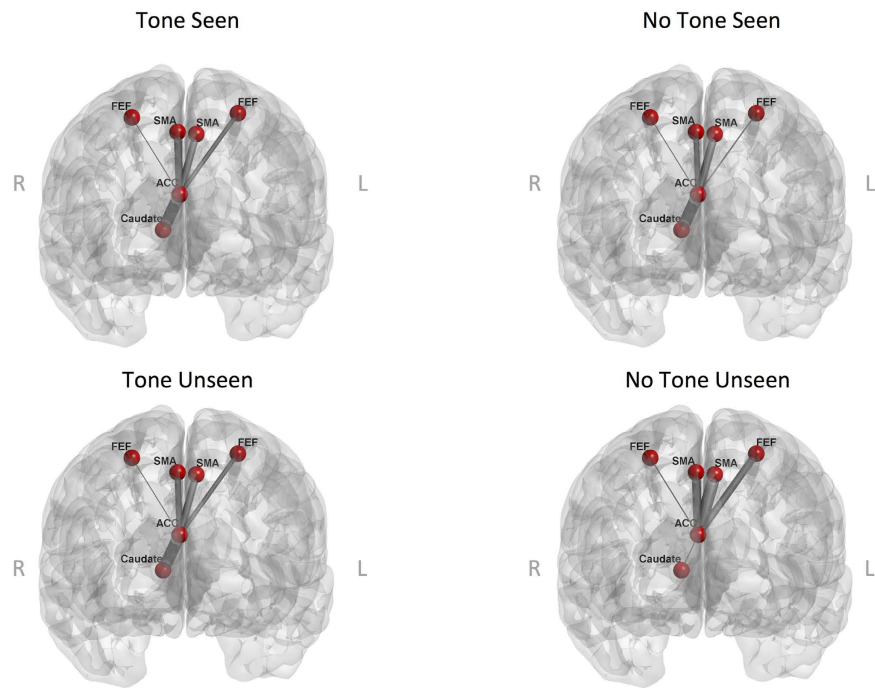 Tone Seen
No Tone Seen
FEF
SMA
SMA
FEF
ACC
Caudate
R
L
FEF
SMA
SMA
FEF
ACC
Caudate
R
L
Tone Unseen
No Tone Unseen
FEF
SMA
SMA
FEF
ACC
Caudate
R
L
FEF
SMA
SMA
FEF
ACC
Caudate
R
L